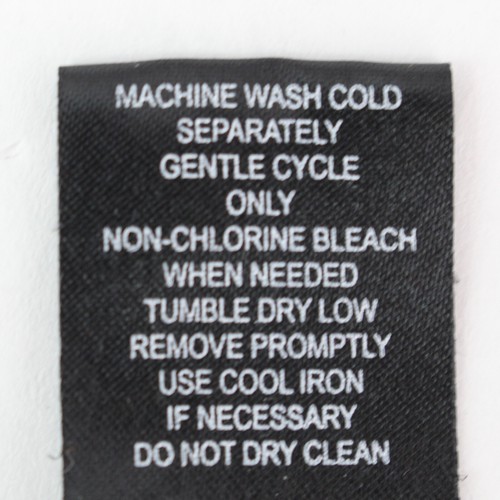 MACHINE WASH COLD
SEPARATELY
GENTLE CYCLE
ONLY
NON-CHLORINE BLEACH
WHEN NEEDED
TUMBLE DRY LOW
REMOVE PROMPTLY
USE COOL IRON
IF NECESSARY
DO NOT DRY CLEAN